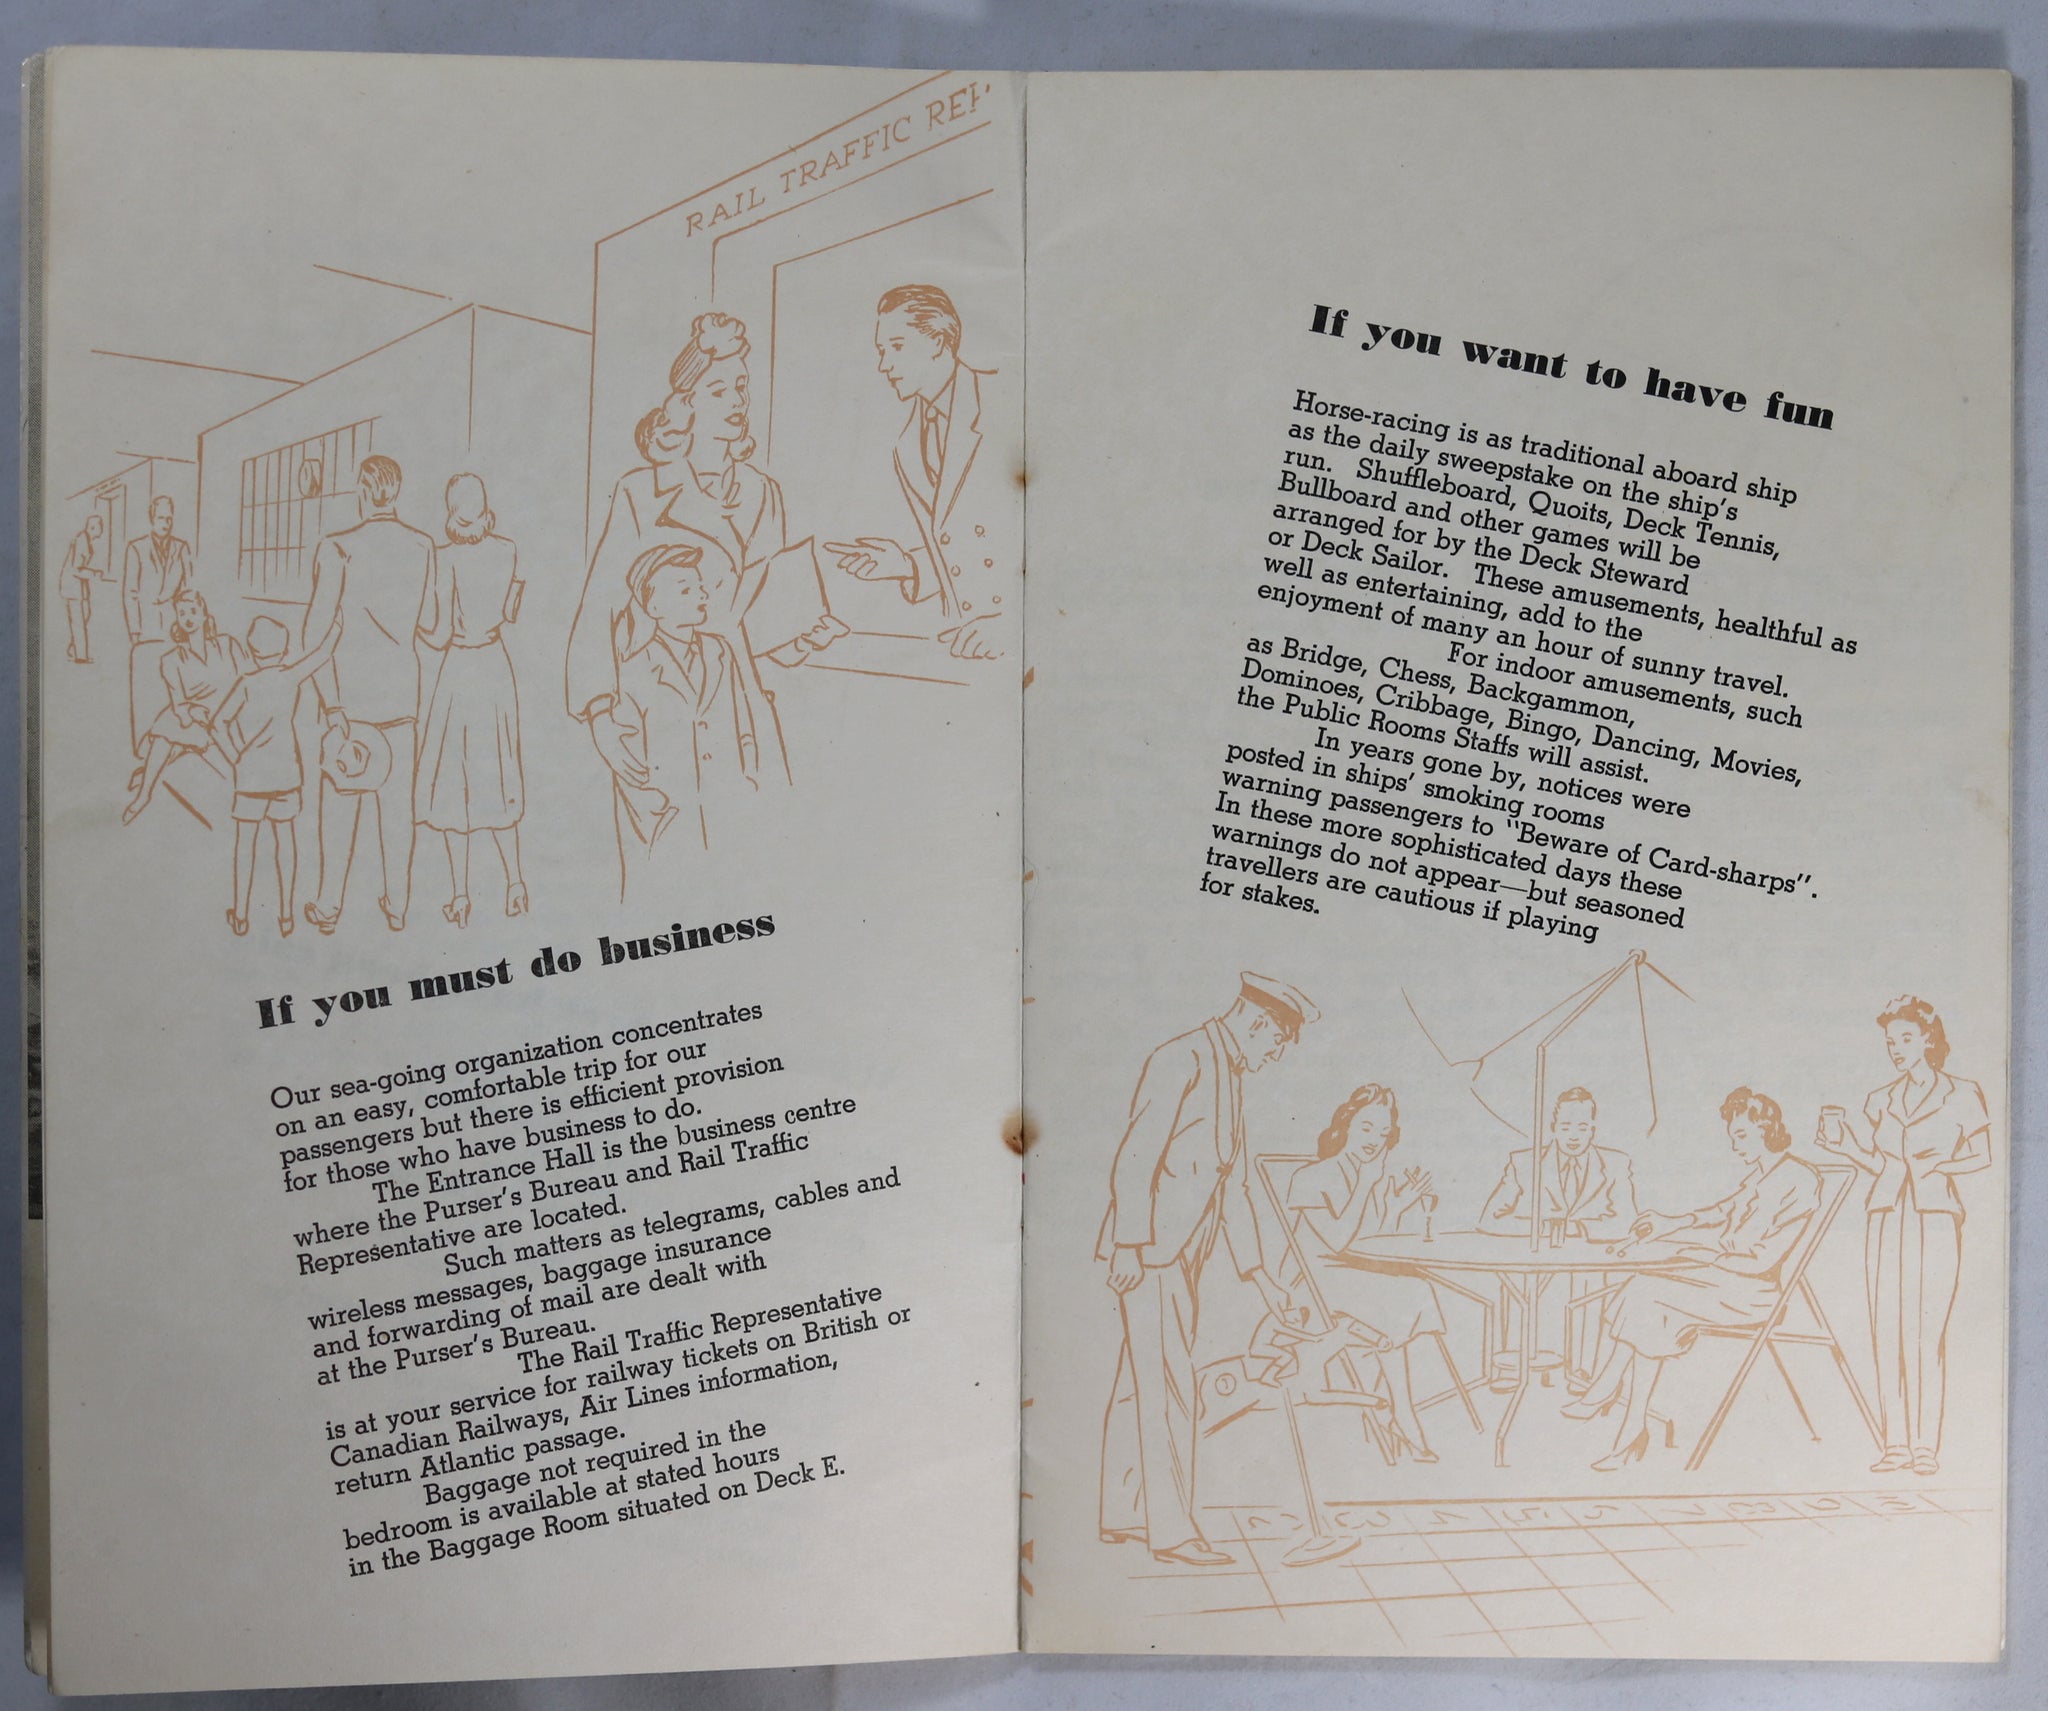 RAIL TRAFFIC REP.
If you must do business
Our sea-going organization concentrates
on an easy, comfortable trip for our
passengers but there is efficient provision
for those who have business to do.
The Entrance Hall is the business centre
where the Purser's Bureau and Rail Traffic
Representative are located.
Such matters as telegrams, cables and
wireless messages, baggage insurance
and forwarding of mail are dealt with
at the Purser's Bureau.
The Rail Traffic Representative
is at your service for railway tickets on British or
Canadian Railways, Air Lines information,
return Atlantic passage.
Baggage not required in the
bedroom is available at stated hours
in the Baggage Room situated on Deck E.
If you want to have fun
Horse-racing is as traditional aboard ship
as the daily sweepstake on the ship's
run. Shuffleboard, Quoits, Deck Tennis,
Bullboard and other games will be
arranged for by the Deck Steward
or Deck Sailor. These amusements, healthful as
well as entertaining, add to the
enjoyment of many an hour of sunny travel.
For indoor amusements, such
as Bridge, Chess, Backgammon,
Dominoes, Cribbage, Bingo, Dancing, Movies,
the Public Rooms Staffs will assist.
In years gone by, notices were
posted in ships' smoking rooms
warning passengers to "Beware of Card-sharps".
In these more sophisticated days these
warnings do not appear—but seasoned
travellers are cautious if playing
for stakes.